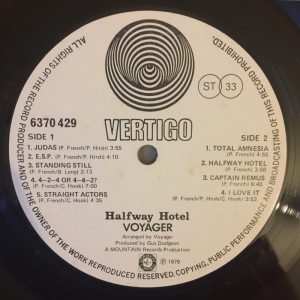 ALL RIGHTS OF THE RECORD PRODUCER AND OF THE OWNER OF THE WORK REPRODUCED RESERVED. COPYING, PUBLIC PERFORMANCE AND BROADCASTING OF THIS RECORD PROHIBITED.
ST 33
6370 429
VERTIGO
SIDE 1
1. JUDAS (P. French/P. Hirsh) 3:55
2. E.S.P. (P. French/P. Hirsh) 4:10
3. STANDING STILL
(P. French/B. Leng) 3:13
4. 4-2-4 OR 4-4-2?
(P. French/C. Hook) 7:00
5. STRAIGHT ACTORS
(P. French/C. Hook) 4:35
SIDE 2
1. TOTAL AMNESIA
(P. French) 4:55
2. HALFWAY HOTEL
(P. French) 3:50
3. CAPTAIN REMUS
(P. French) 8:40
4. I LOVE IT
(P. French/C. Hook) 3:53
Halfway Hotel
VOYAGER
Arranged by Voyager
Produced by Gus Dudgeon
A MOUNTAIN Records Production
℗ 1979